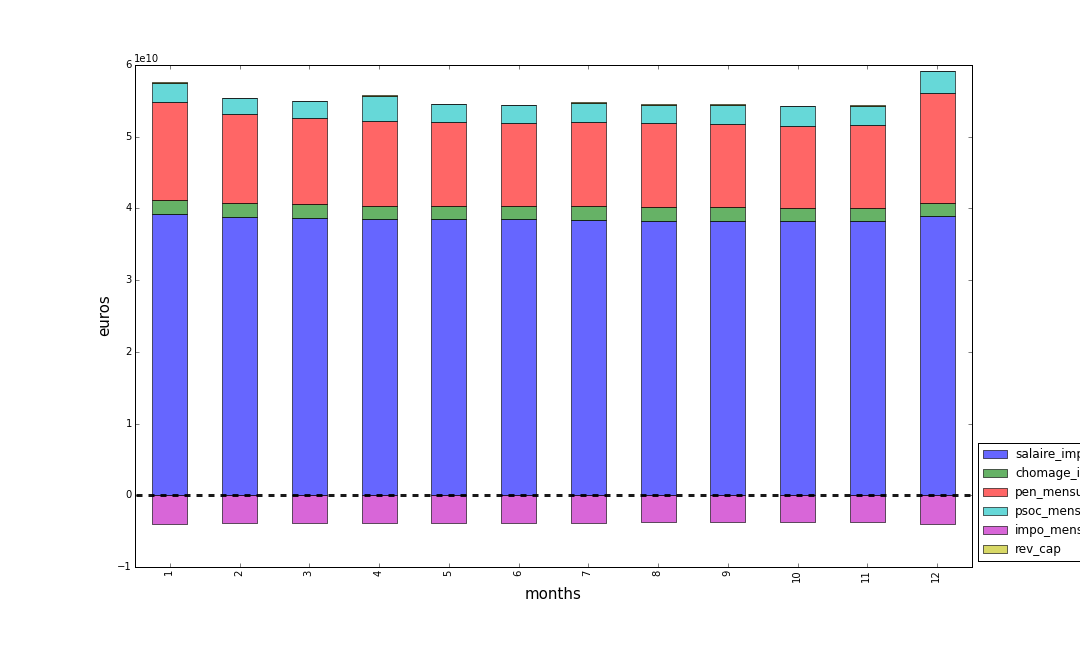 1e10
6
5
4
3
2
1
0
−1
euros
1 2 3 4 5 6 7 8 9 10 11 12
months
salaire_imp
chomage_i
pen_mensu
psoc_mens
impo_mens
rev_cap